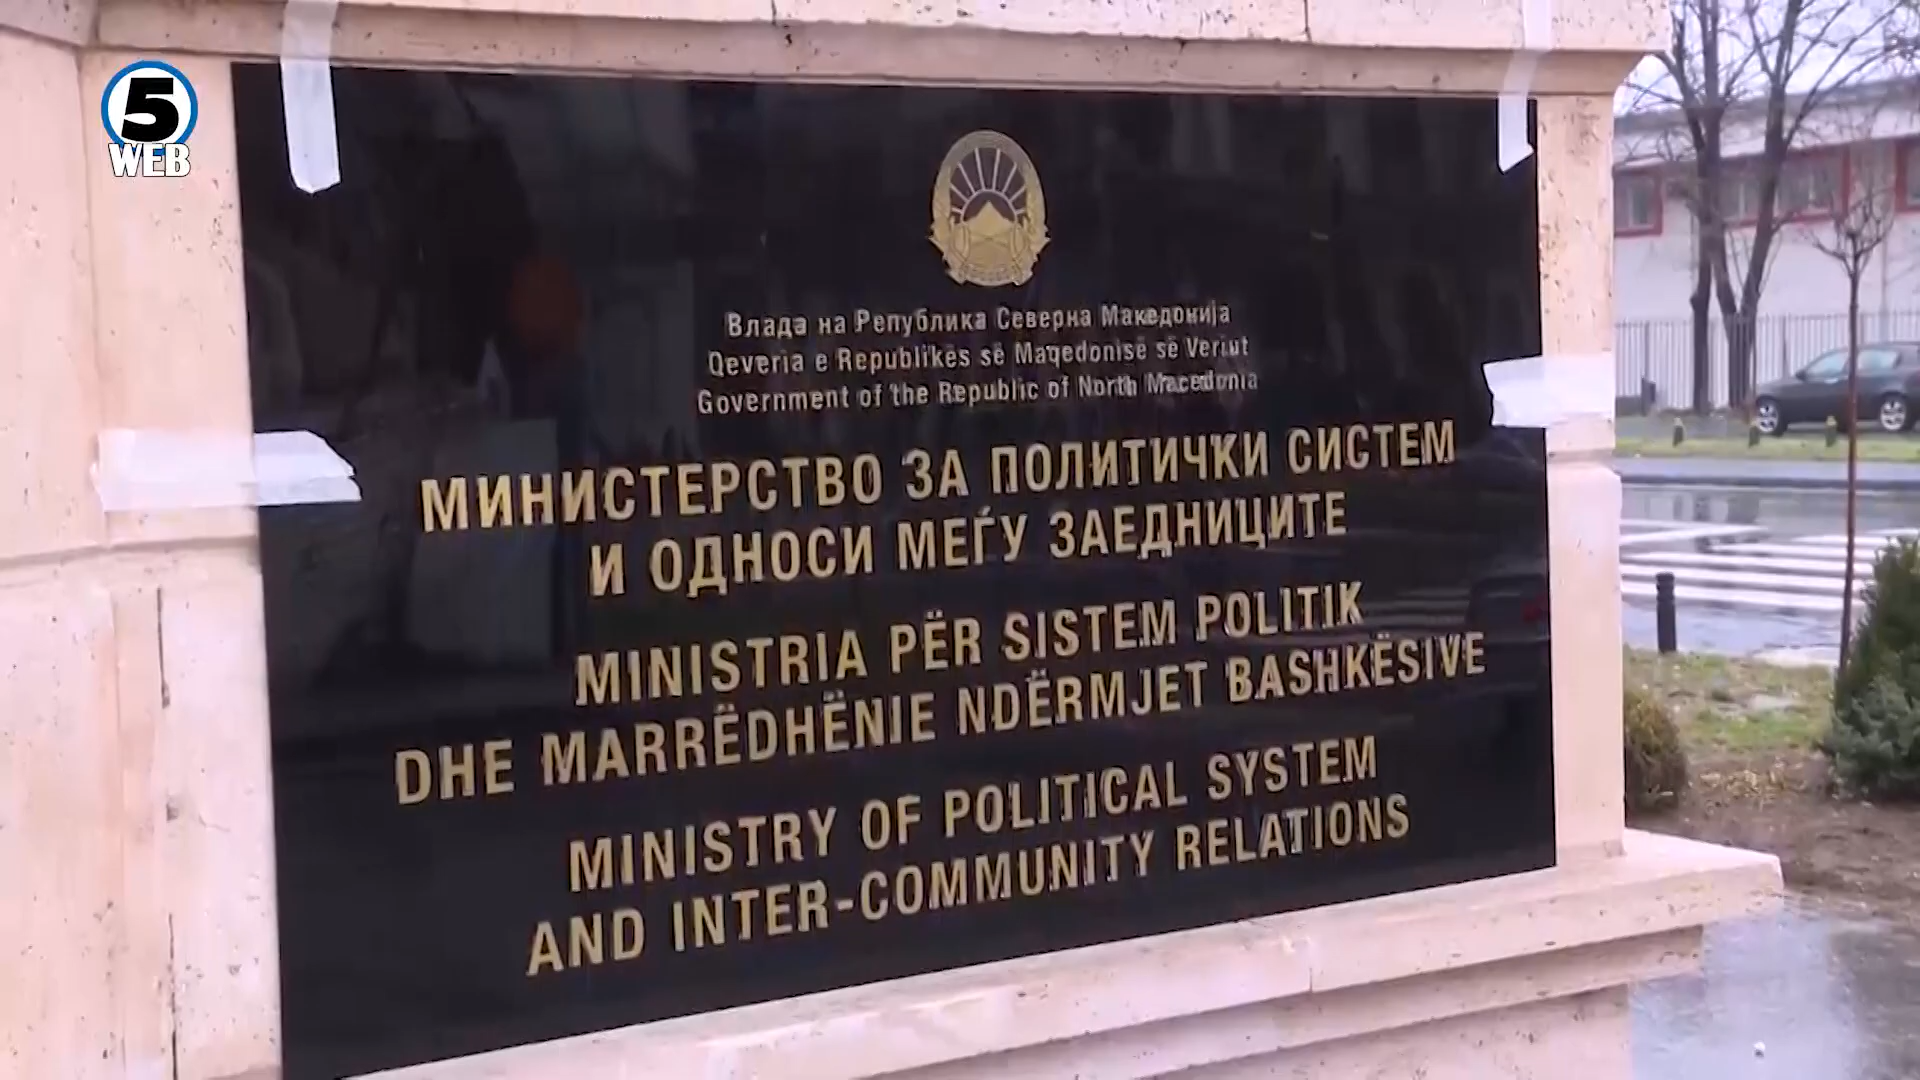 5
WEB
Влада на Република Северна Македонија
Qeveria e Republikës së Maqedonisë së Veriut
Government of the Republic of North Macedonia
МИНИСТЕРСТВО ЗА ПОЛИТИЧКИ СИСТЕМ
И ОДНОСИ МЕЃУ ЗАЕДНИЦИТЕ
MINISTRIA PËR SISTEM POLITIK
DHE MARRËDHËNIE NDËRMJET BASHKËSIVE
MINISTRY OF POLITICAL SYSTEM
AND INTER-COMMUNITY RELATIONS